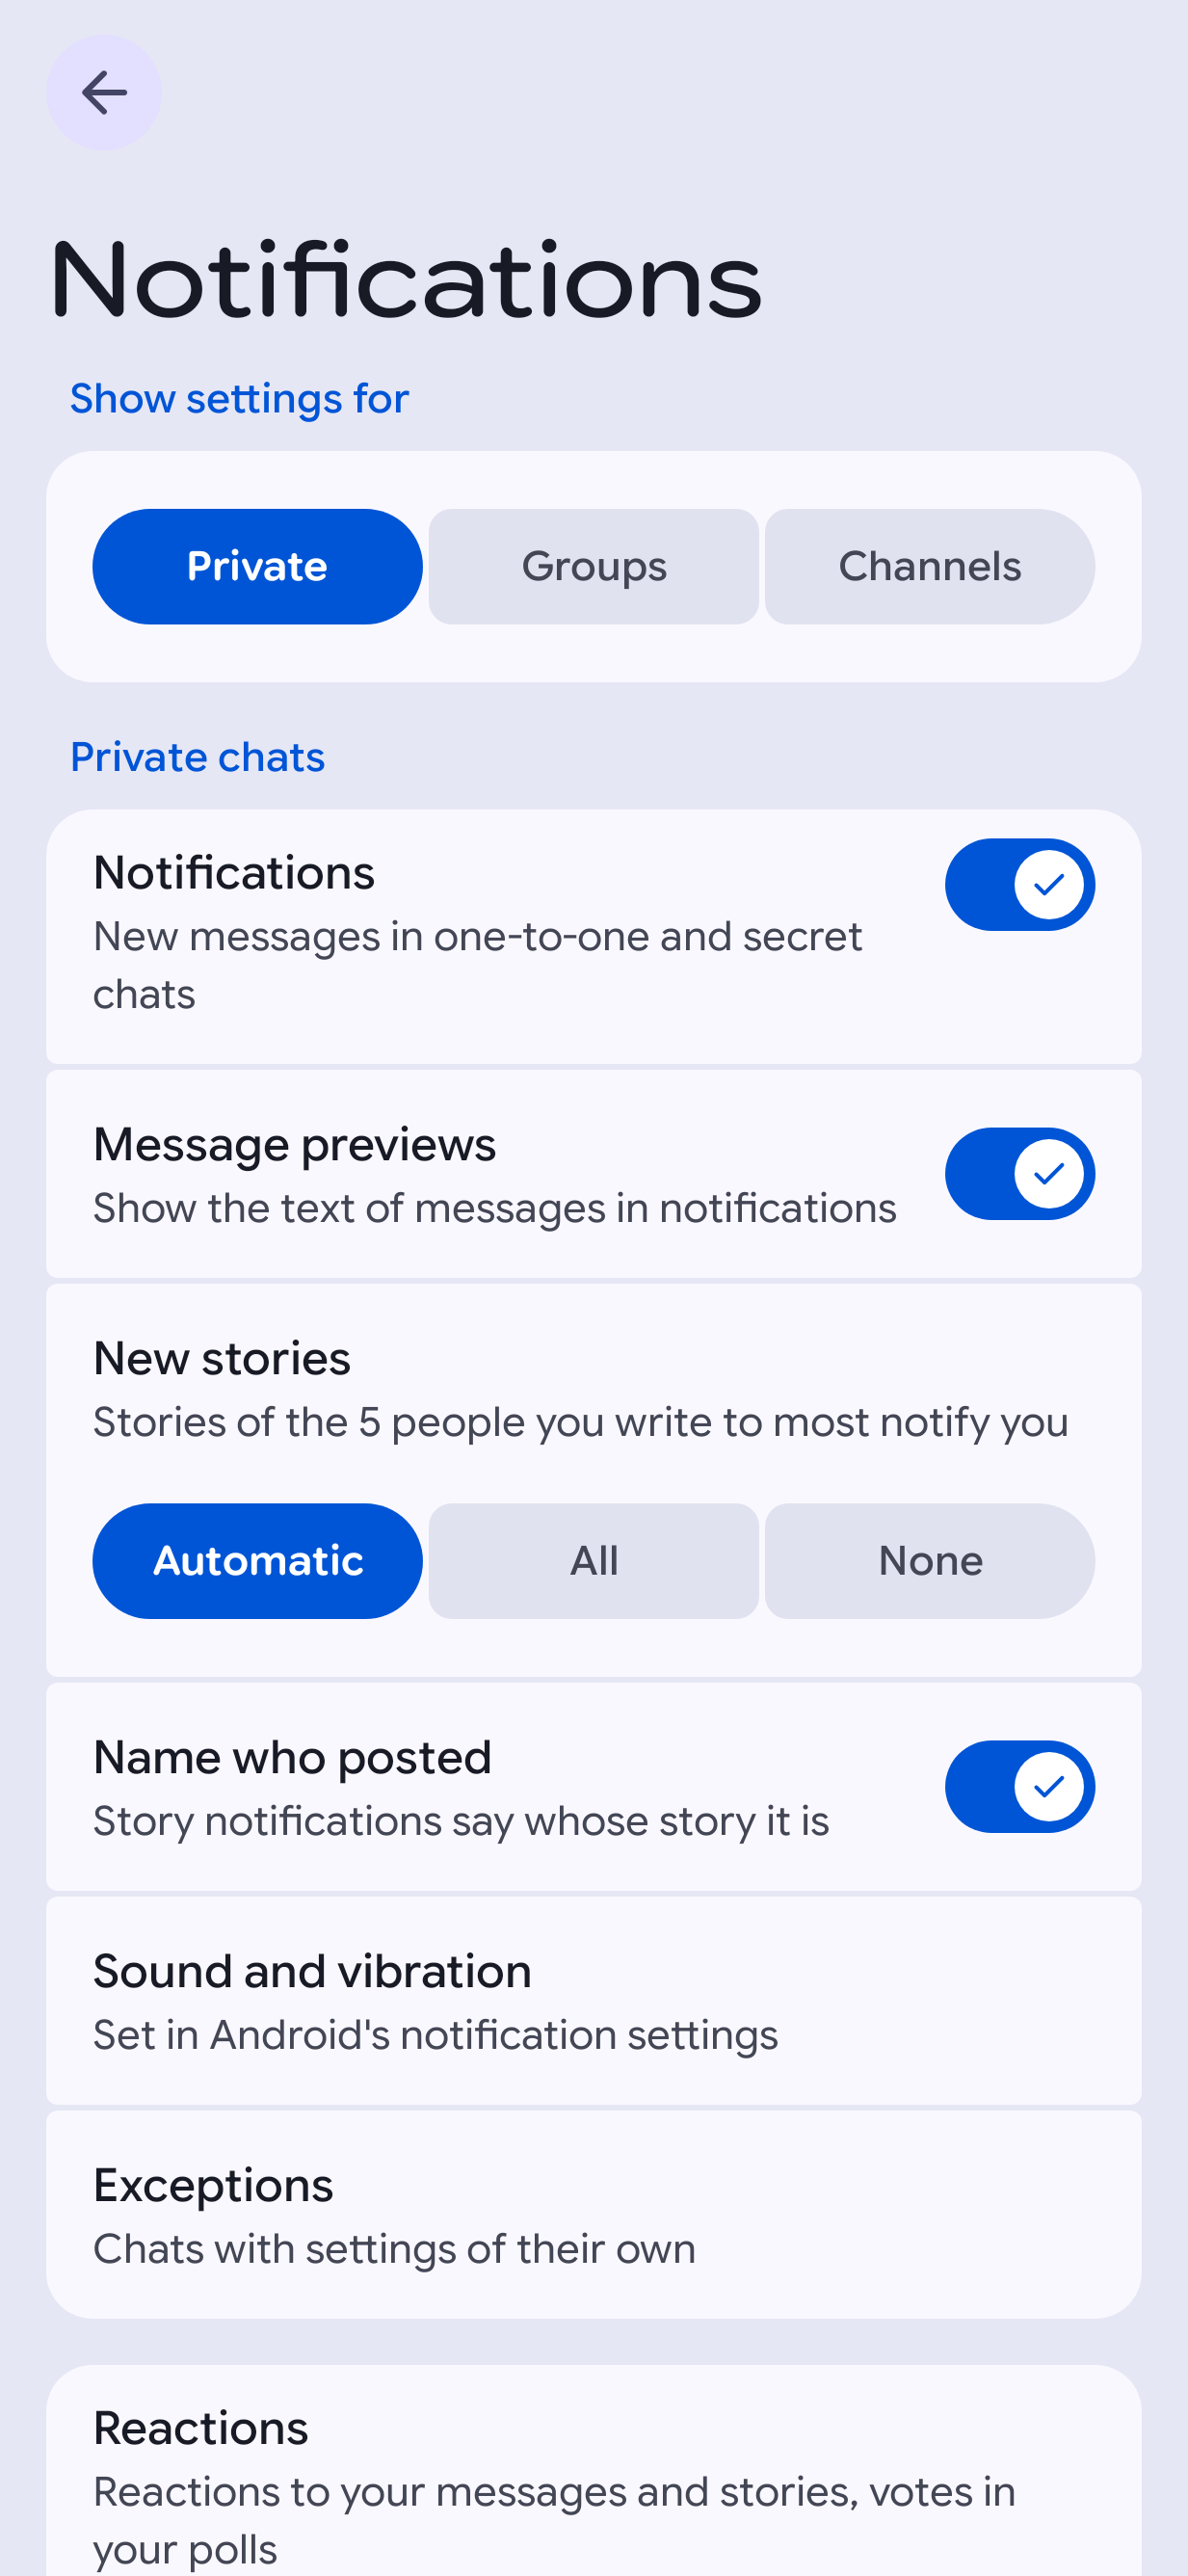 Notifications
Show settings for
Private
Groups
Channels
Private chats
Notifications
New messages in one-to-one and secret
chats
Message previews
Show the text of messages in notifications
New stories
Stories of the 5 people you write to most notify you
Automatic
All
None
Name who posted
Story notifications say whose story it is
Sound and vibration
Set in Android's notification settings
Exceptions
Chats with settings of their own
Reactions
Reactions to your messages and stories, votes in
your polls